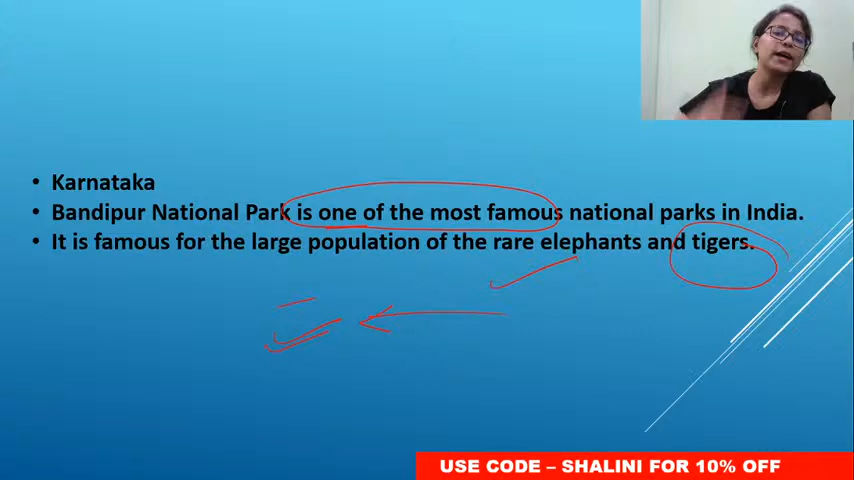 Karnataka
Bandipur National Park is one of the most famous national parks in India.
It is famous for the large population of the rare elephants and tigers.
USE CODE – SHALINI FOR 10% OFF